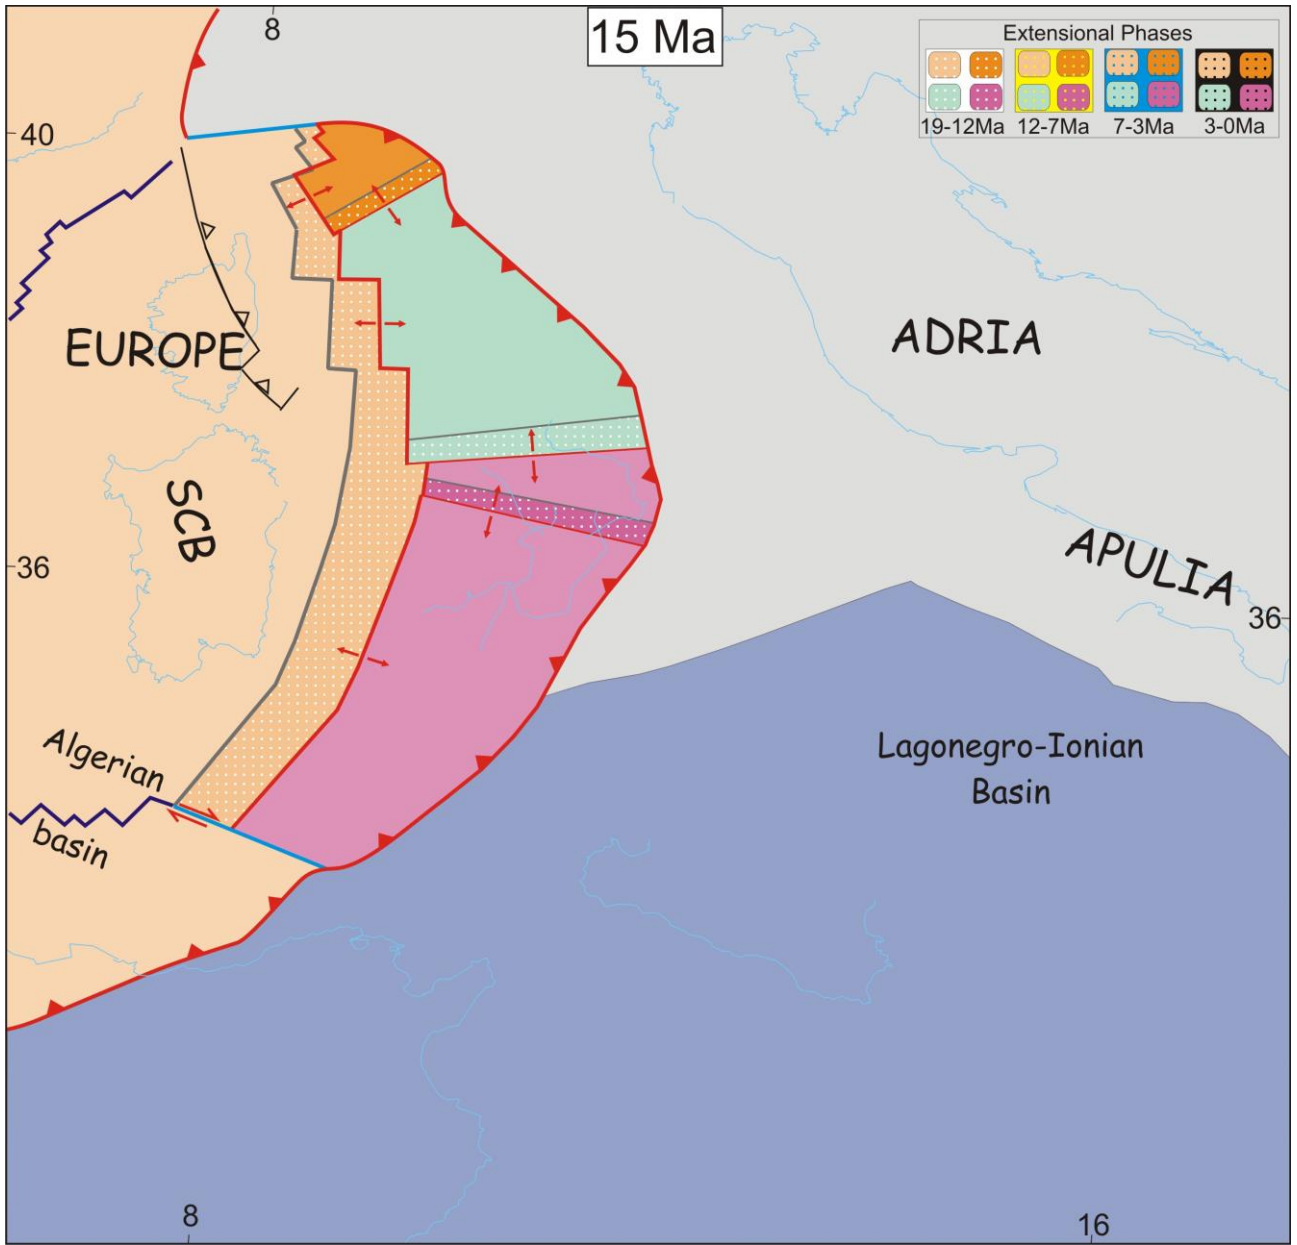 8
15 Ma
Extensional Phases
19-12Ma 12-7Ma 7-3Ma 3-0Ma
40
EUROPE
ADRIA
SCB
APULIA
36
36
Algerian
basin
Lagonegro-Ionian
Basin
8
16